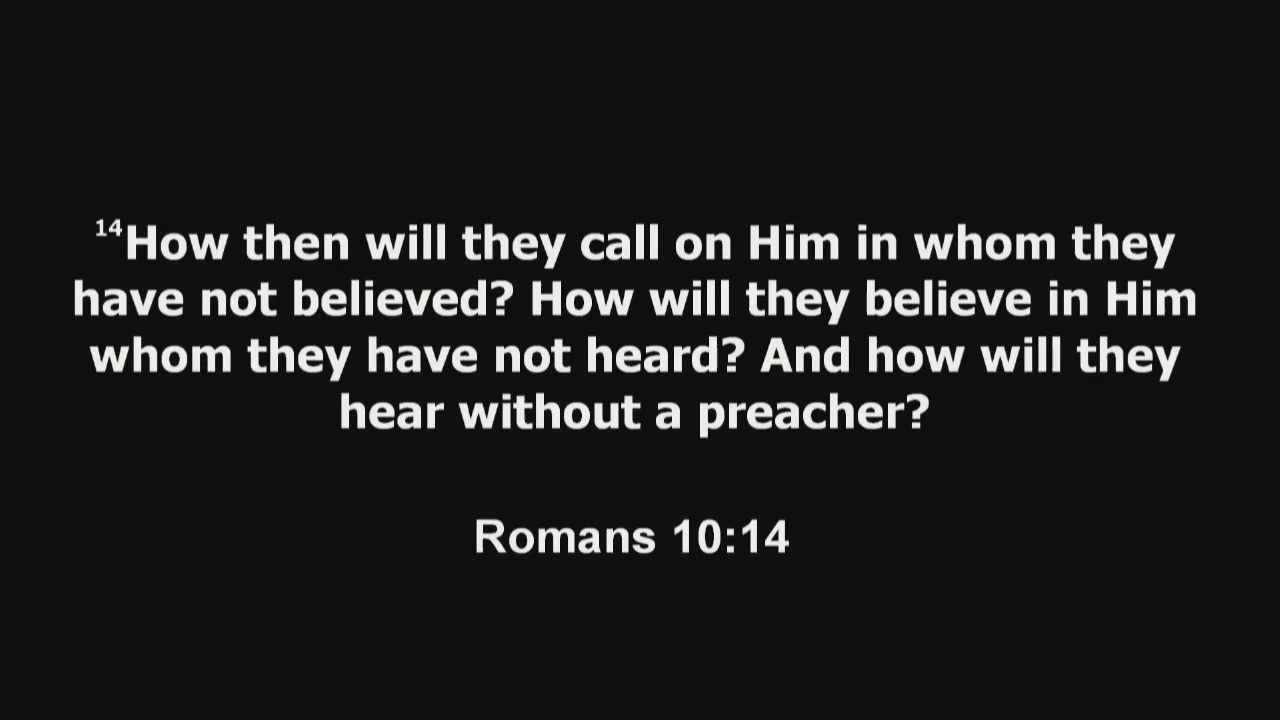 14How then will they call on Him in whom they
have not believed? How will they believe in Him
whom they have not heard? And how will they
hear without a preacher?
Romans 10:14